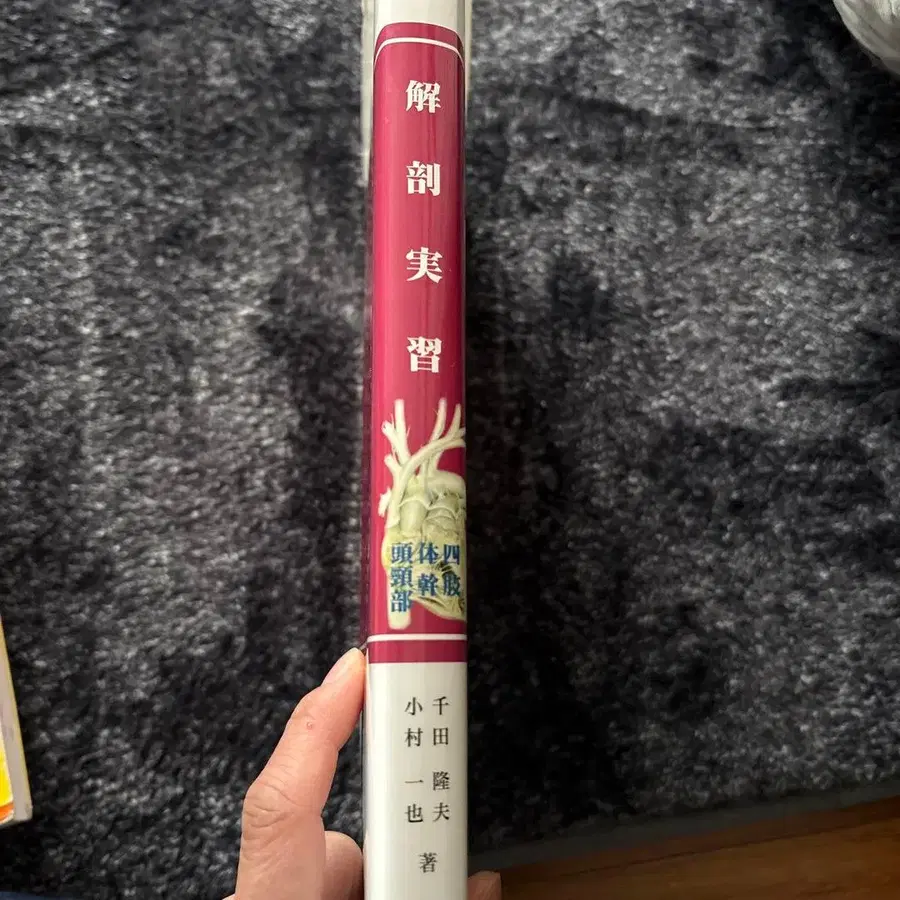 解剖実習
四肢
体幹
頭頸部
千田 隆夫
小村 一也
著